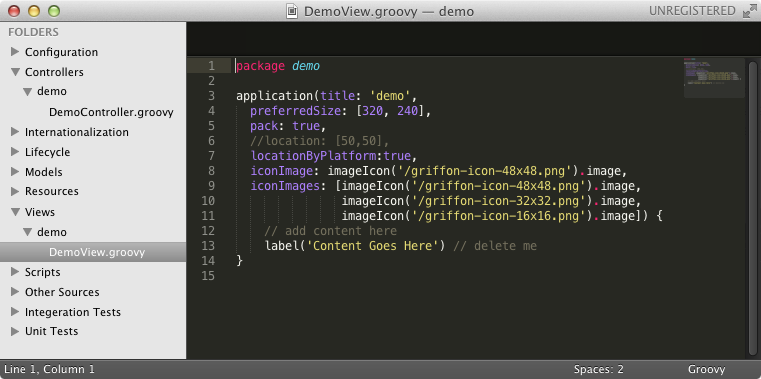 DemoView.groovy — demo
UNREGISTERED
FOLDERS
Configuration
Controllers
demo
DemoController.groovy
Internationalization
Lifecycle
Models
Resources
Views
demo
DemoView.groovy
Scripts
Other Sources
Integeration Tests
Unit Tests
1 package demo
2
3 application(title: 'demo',
4   preferredSize: [320, 240],
5   pack: true,
6   //location: [50,50],
7   locationByPlatform:true,
8   iconImage: imageIcon('/griffon-icon-48x48.png').image,
9   iconImages: [imageIcon('/griffon-icon-48x48.png').image,
10               imageIcon('/griffon-icon-32x32.png').image,
11               imageIcon('/griffon-icon-16x16.png').image]) {
12    // add content here
13    label('Content Goes Here') // delete me
14 }
15
Line 1, Column 1
Spaces: 2
Groovy